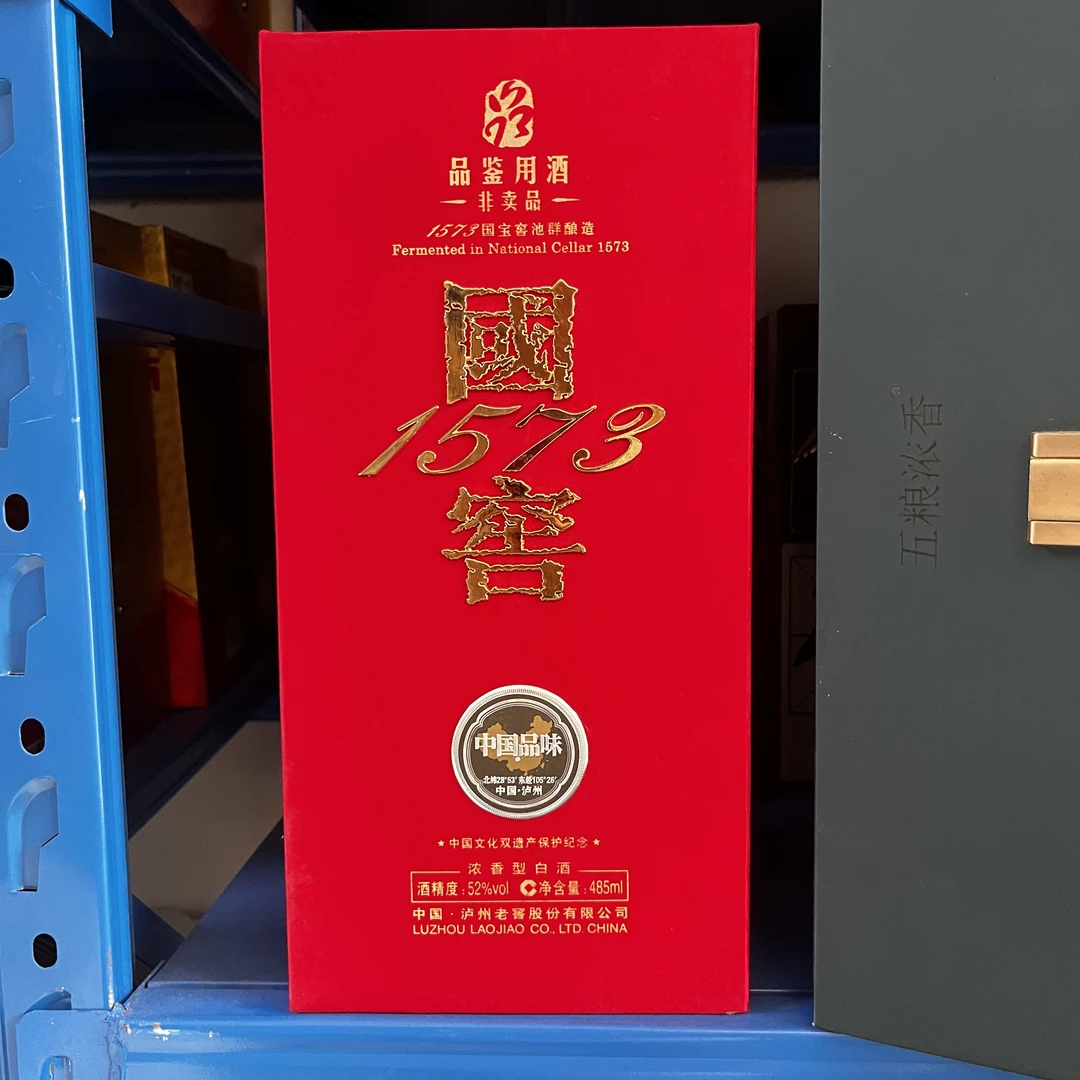 品
品鉴用酒
非卖品
1573国宝窖池群酿造
Fermented in National Cellar 1573
國
1573
窖
中国品味
北纬28°53′东经105°26′
中国·泸州
★中国文化双遗产保护纪念★
浓香型白酒
酒精度:52%vol 净含量:485ml
中国·泸州老窖股份有限公司
LUZHOU LAOJIAO CO., LTD. CHINA
五粮浓香®